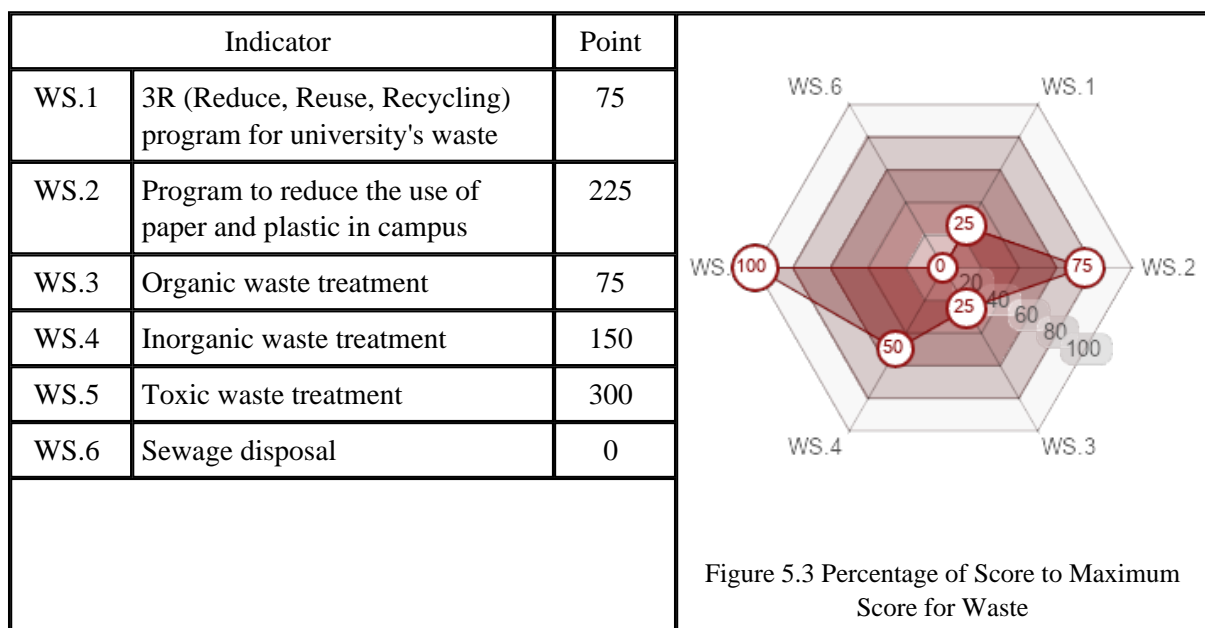 Indicator Point
WS.1 3R (Reduce, Reuse, Recycling) 75
program for university's waste
WS.2 Program to reduce the use of 225
paper and plastic in campus
WS.3 Organic waste treatment 75
WS.4 Inorganic waste treatment 150
WS.5 Toxic waste treatment 300
WS.6 Sewage disposal 0
WS.6 WS.1
25
WS. 100 0 75 WS.2
20
25 40
60
50 80
100
WS.4 WS.3
Figure 5.3 Percentage of Score to Maximum
Score for Waste